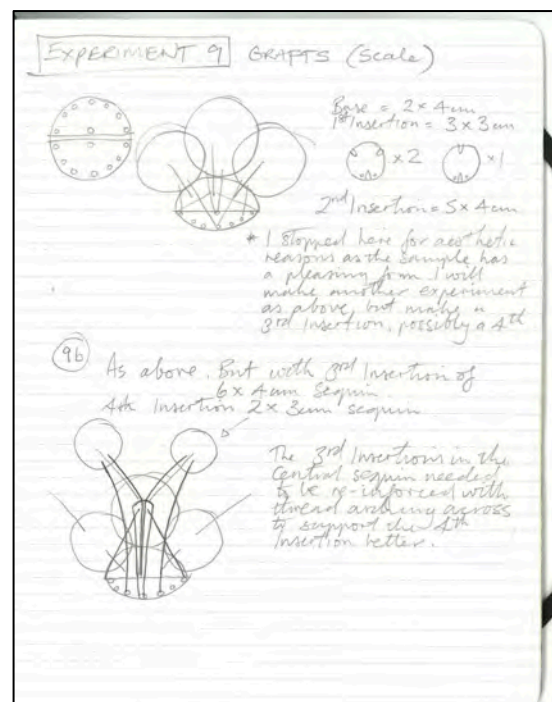 EXPERIMENT 9 GRAFTS (Scale)
Base = 2 x 4cm
1st Insertion = 3 x 3cm
x 2 x 1
2nd Insertion = 5 x 4cm
* I stopped here for aesthetic
reasons as the sample has
a pleasing form I will
make another experiment
as above, but make a
3rd Insertion, possibly a 4th
9b
As above. But with 3rd Insertion of
6 x 4cm Sequin.
4th Insertion 2 x 3cm sequin
The 3rd Insertions in the
central sequin needed
to be re-inforced with
thread arching across
to support the 4th
Insertion better.